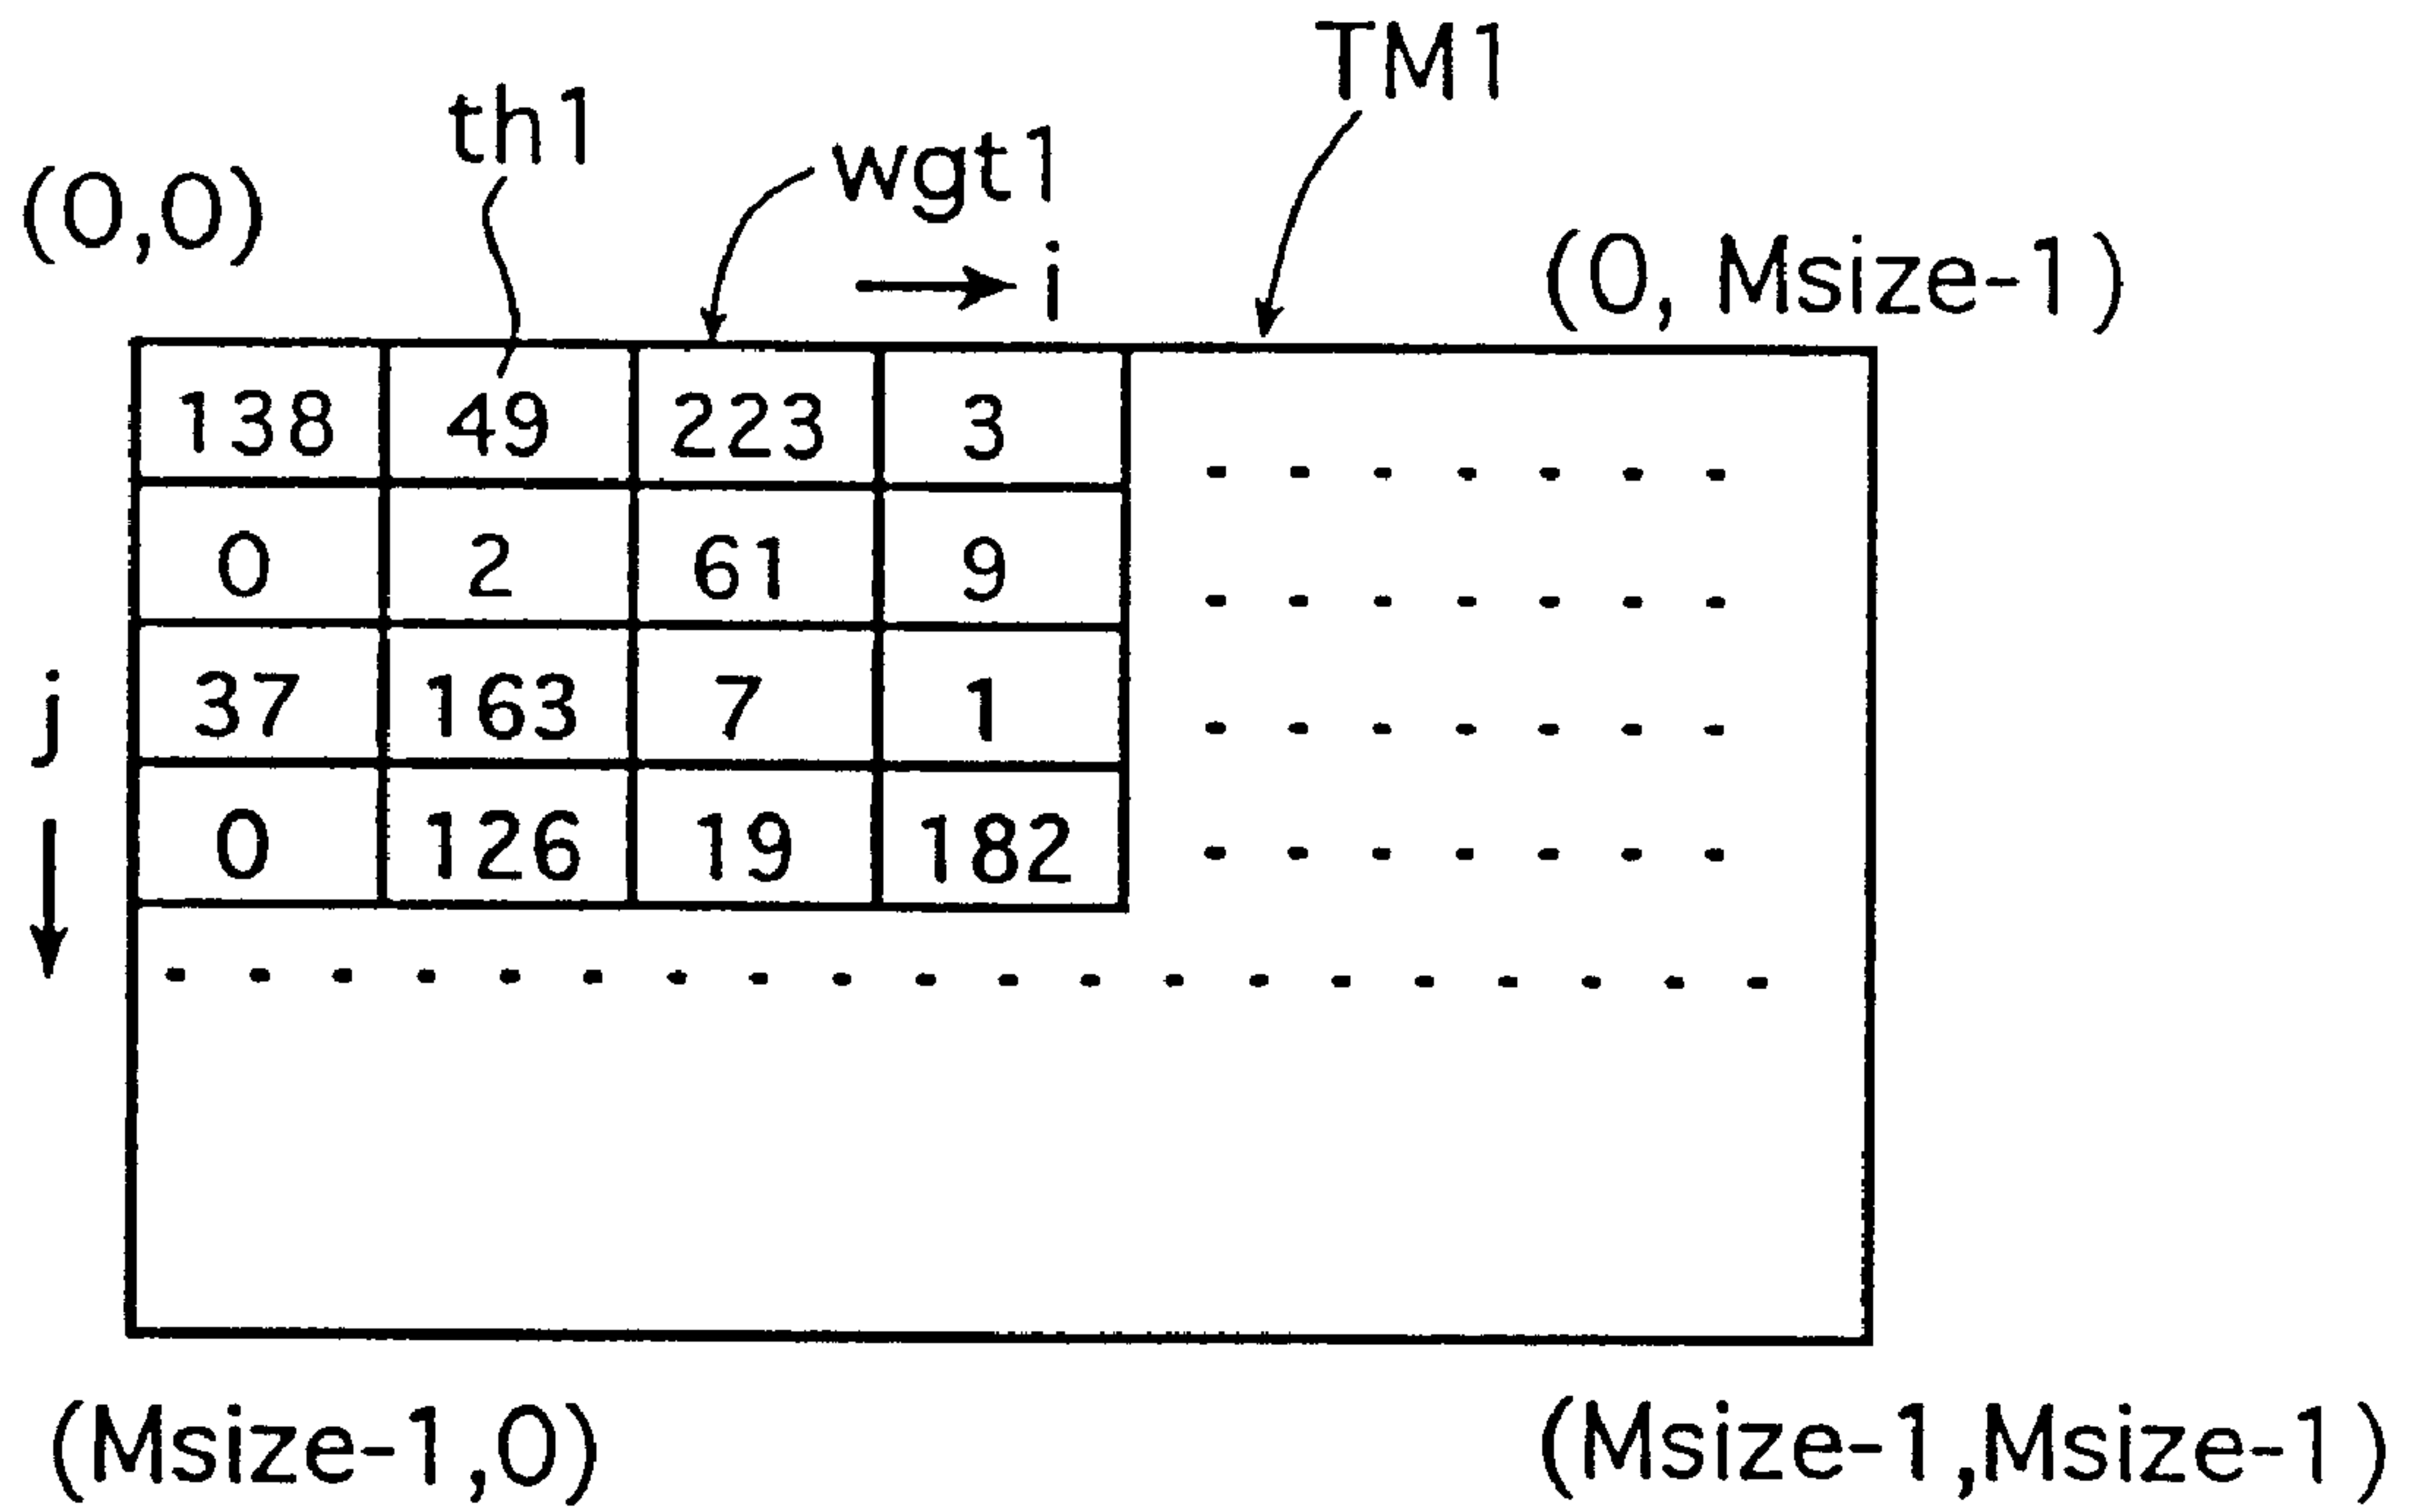 TM1
th1
wgt1
(0,0)
i
(0, Msize-1)
138 49 223 3
0 2 61 9
j
37 163 7 1
0 126 19 182
(Msize-1,0)
(Msize-1,Msize-1)